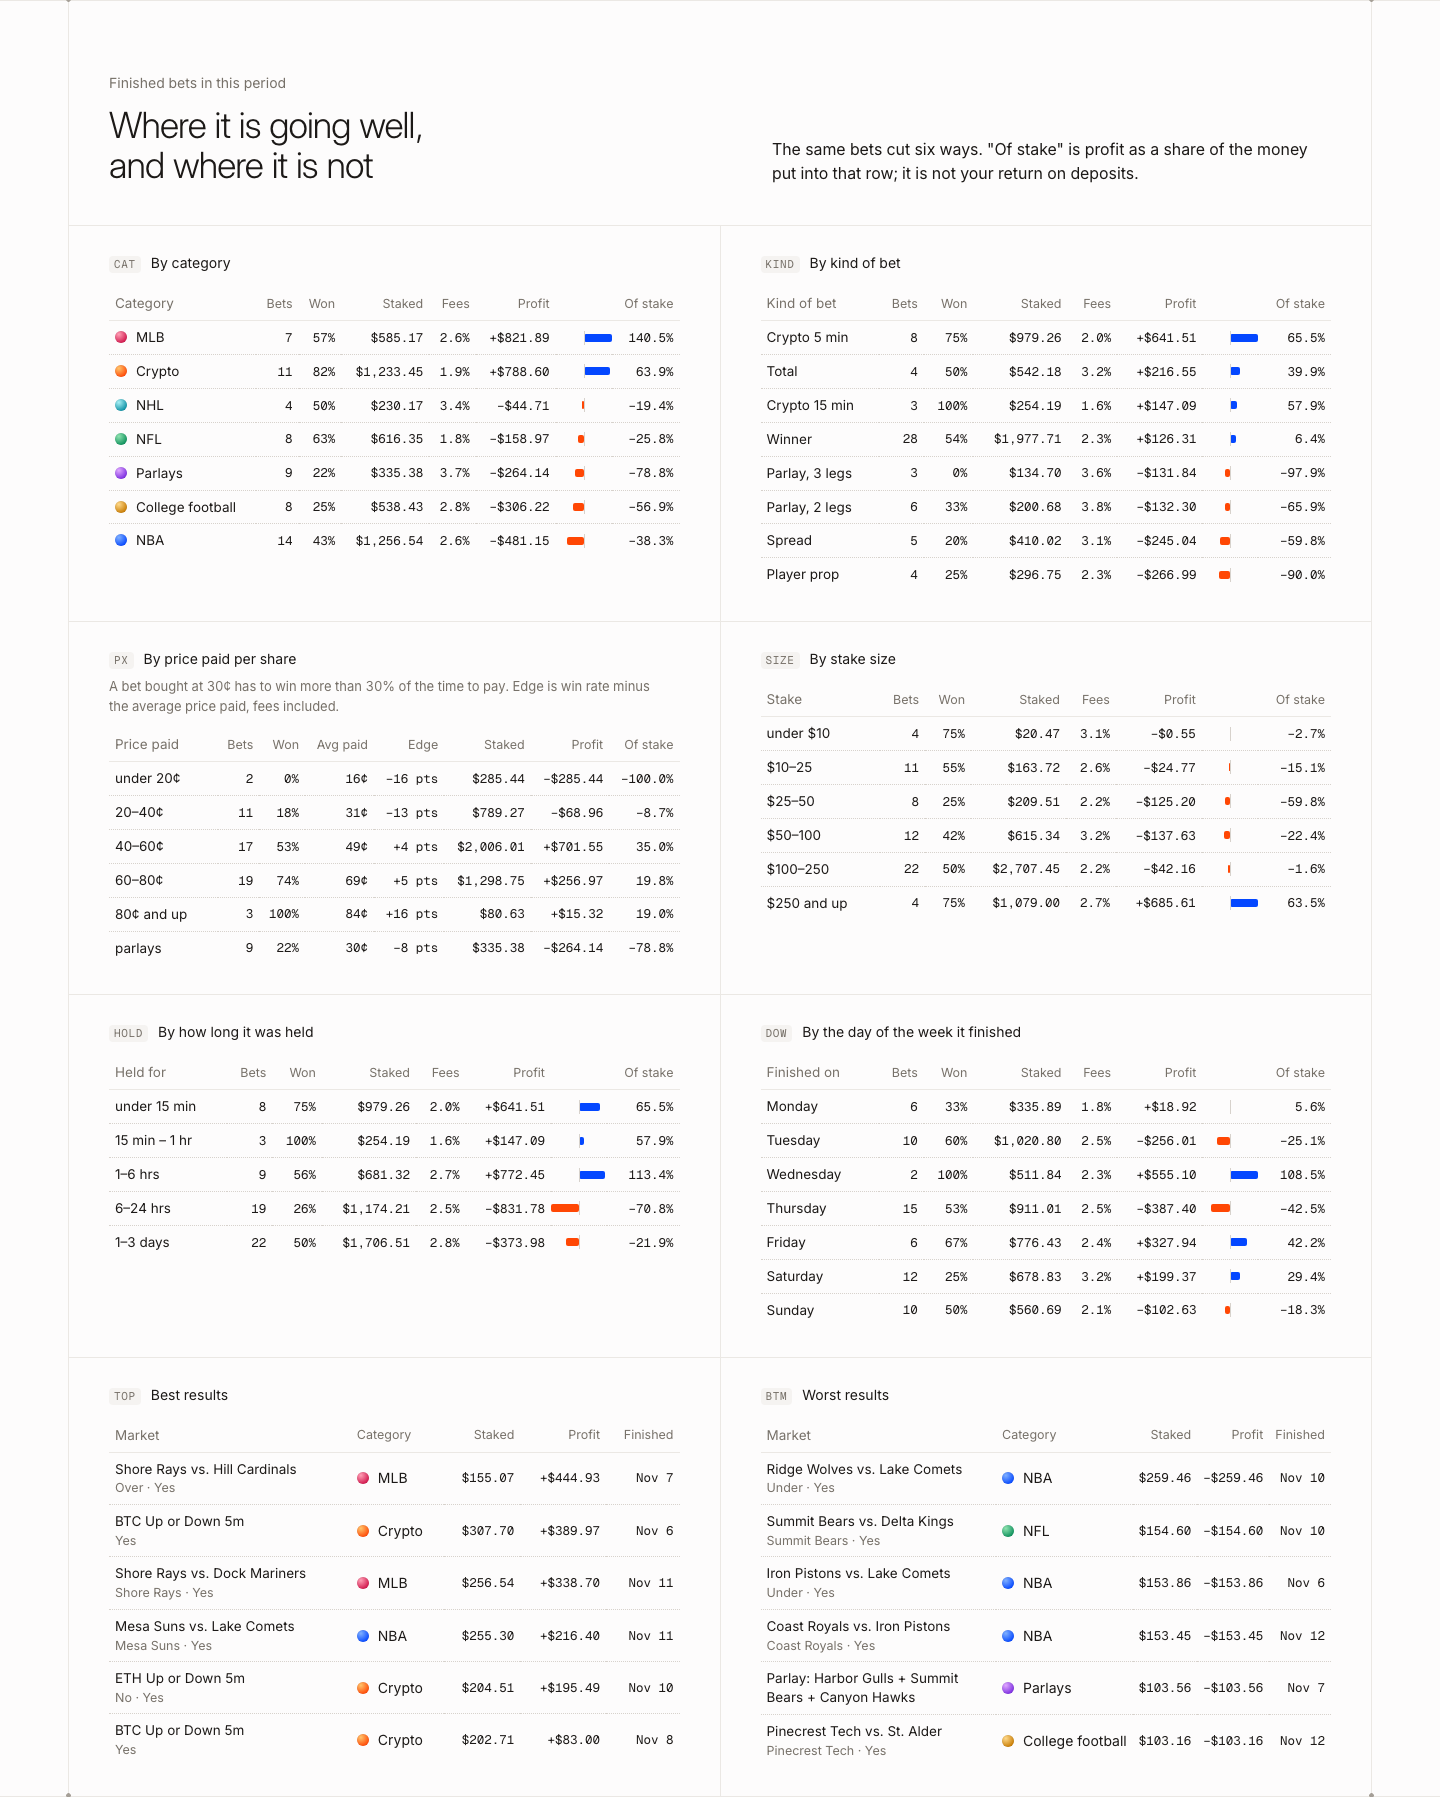 Finished bets in this period
Where it is going well,
and where it is not
The same bets cut six ways. "Of stake" is profit as a share of the money
put into that row; it is not your return on deposits.
CAT By category
Category Bets Won Staked Fees Profit Of stake
MLB 7 57% $585.17 2.6% +$821.89 140.5%
Crypto 11 82% $1,233.45 1.9% +$788.60 63.9%
NHL 4 50% $230.17 3.4% −$44.71 −19.4%
NFL 8 63% $616.35 1.8% −$158.97 −25.8%
Parlays 9 22% $335.38 3.7% −$264.14 −78.8%
College football 8 25% $538.43 2.8% −$306.22 −56.9%
NBA 14 43% $1,256.54 2.6% −$481.15 −38.3%
KIND By kind of bet
Kind of bet Bets Won Staked Fees Profit Of stake
Crypto 5 min 8 75% $979.26 2.0% +$641.51 65.5%
Total 4 50% $542.18 3.2% +$216.55 39.9%
Crypto 15 min 3 100% $254.19 1.6% +$147.09 57.9%
Winner 28 54% $1,977.71 2.3% +$126.31 6.4%
Parlay, 3 legs 3 0% $134.70 3.6% −$131.84 −97.9%
Parlay, 2 legs 6 33% $200.68 3.8% −$132.30 −65.9%
Spread 5 20% $410.02 3.1% −$245.04 −59.8%
Player prop 4 25% $296.75 2.3% −$266.99 −90.0%
PX By price paid per share
A bet bought at 30¢ has to win more than 30% of the time to pay. Edge is win rate minus
the average price paid, fees included.
Price paid Bets Won Avg paid Edge Staked Profit Of stake
under 20¢ 2 0% 16¢ −16 pts $285.44 −$285.44 −100.0%
20–40¢ 11 18% 31¢ −13 pts $789.27 −$68.96 −8.7%
40–60¢ 17 53% 49¢ +4 pts $2,006.01 +$701.55 35.0%
60–80¢ 19 74% 69¢ +5 pts $1,298.75 +$256.97 19.8%
80¢ and up 3 100% 84¢ +16 pts $80.63 +$15.32 19.0%
parlays 9 22% 30¢ −8 pts $335.38 −$264.14 −78.8%
SIZE By stake size
Stake Bets Won Staked Fees Profit Of stake
under $10 4 75% $20.47 3.1% −$0.55 −2.7%
$10–25 11 55% $163.72 2.6% −$24.77 −15.1%
$25–50 8 25% $209.51 2.2% −$125.20 −59.8%
$50–100 12 42% $615.34 3.2% −$137.63 −22.4%
$100–250 22 50% $2,707.45 2.2% −$42.16 −1.6%
$250 and up 4 75% $1,079.00 2.7% +$685.61 63.5%
HOLD By how long it was held
Held for Bets Won Staked Fees Profit Of stake
under 15 min 8 75% $979.26 2.0% +$641.51 65.5%
15 min – 1 hr 3 100% $254.19 1.6% +$147.09 57.9%
1–6 hrs 9 56% $681.32 2.7% +$772.45 113.4%
6–24 hrs 19 26% $1,174.21 2.5% −$831.78 −70.8%
1–3 days 22 50% $1,706.51 2.8% −$373.98 −21.9%
DOW By the day of the week it finished
Finished on Bets Won Staked Fees Profit Of stake
Monday 6 33% $335.89 1.8% +$18.92 5.6%
Tuesday 10 60% $1,020.80 2.5% −$256.01 −25.1%
Wednesday 2 100% $511.84 2.3% +$555.10 108.5%
Thursday 15 53% $911.01 2.5% −$387.40 −42.5%
Friday 6 67% $776.43 2.4% +$327.94 42.2%
Saturday 12 25% $678.83 3.2% +$199.37 29.4%
Sunday 10 50% $560.69 2.1% −$102.63 −18.3%
TOP Best results
Market Category Staked Profit Finished
Shore Rays vs. Hill Cardinals
Over · Yes
MLB $155.07 +$444.93 Nov 7
BTC Up or Down 5m
Yes
Crypto $307.70 +$389.97 Nov 6
Shore Rays vs. Dock Mariners
Shore Rays · Yes
MLB $256.54 +$338.70 Nov 11
Mesa Suns vs. Lake Comets
Mesa Suns · Yes
NBA $255.30 +$216.40 Nov 11
ETH Up or Down 5m
No · Yes
Crypto $204.51 +$195.49 Nov 10
BTC Up or Down 5m
Yes
Crypto $202.71 +$83.00 Nov 8
BTM Worst results
Market Category Staked Profit Finished
Ridge Wolves vs. Lake Comets
Under · Yes
NBA $259.46 −$259.46 Nov 10
Summit Bears vs. Delta Kings
Summit Bears · Yes
NFL $154.60 −$154.60 Nov 10
Iron Pistons vs. Lake Comets
Under · Yes
NBA $153.86 −$153.86 Nov 6
Coast Royals vs. Iron Pistons
Coast Royals · Yes
NBA $153.45 −$153.45 Nov 12
Parlay: Harbor Gulls + Summit
Bears + Canyon Hawks
Parlays $103.56 −$103.56 Nov 7
Pinecrest Tech vs. St. Alder
Pinecrest Tech · Yes
College football $103.16 −$103.16 Nov 12